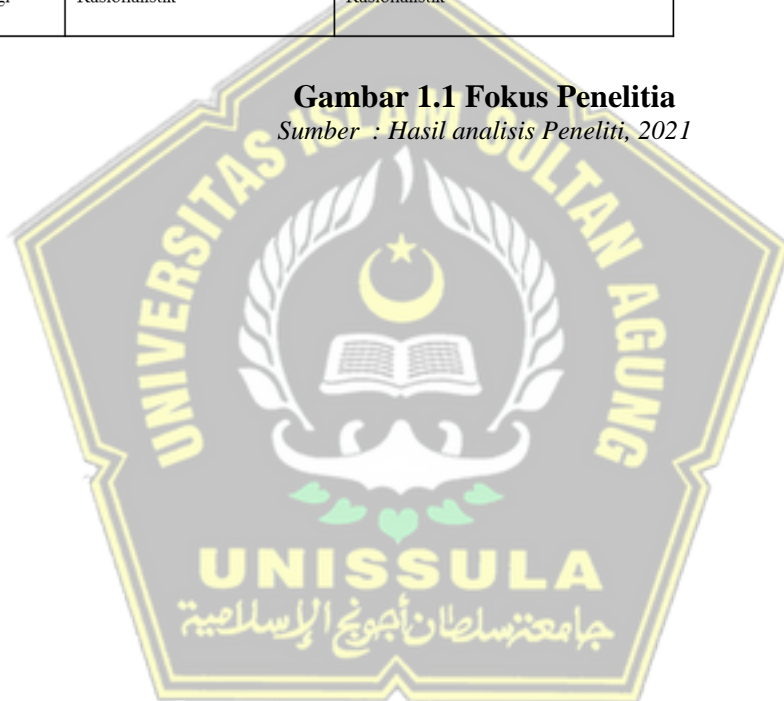 Rasionalistik Rasionalistik
Gambar 1.1 Fokus Penelitia
Sumber : Hasil analisis Peneliti, 2021
UNIVERSITAS ISLAM SULTAN AGUNG
UNISSULA
جامعة سلطان أجونج الإسلامية